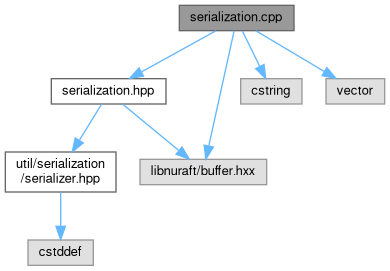 serialization.cpp
serialization.hpp
cstring
vector
util/serialization
/serializer.hpp
libnuraft/buffer.hxx
cstddef